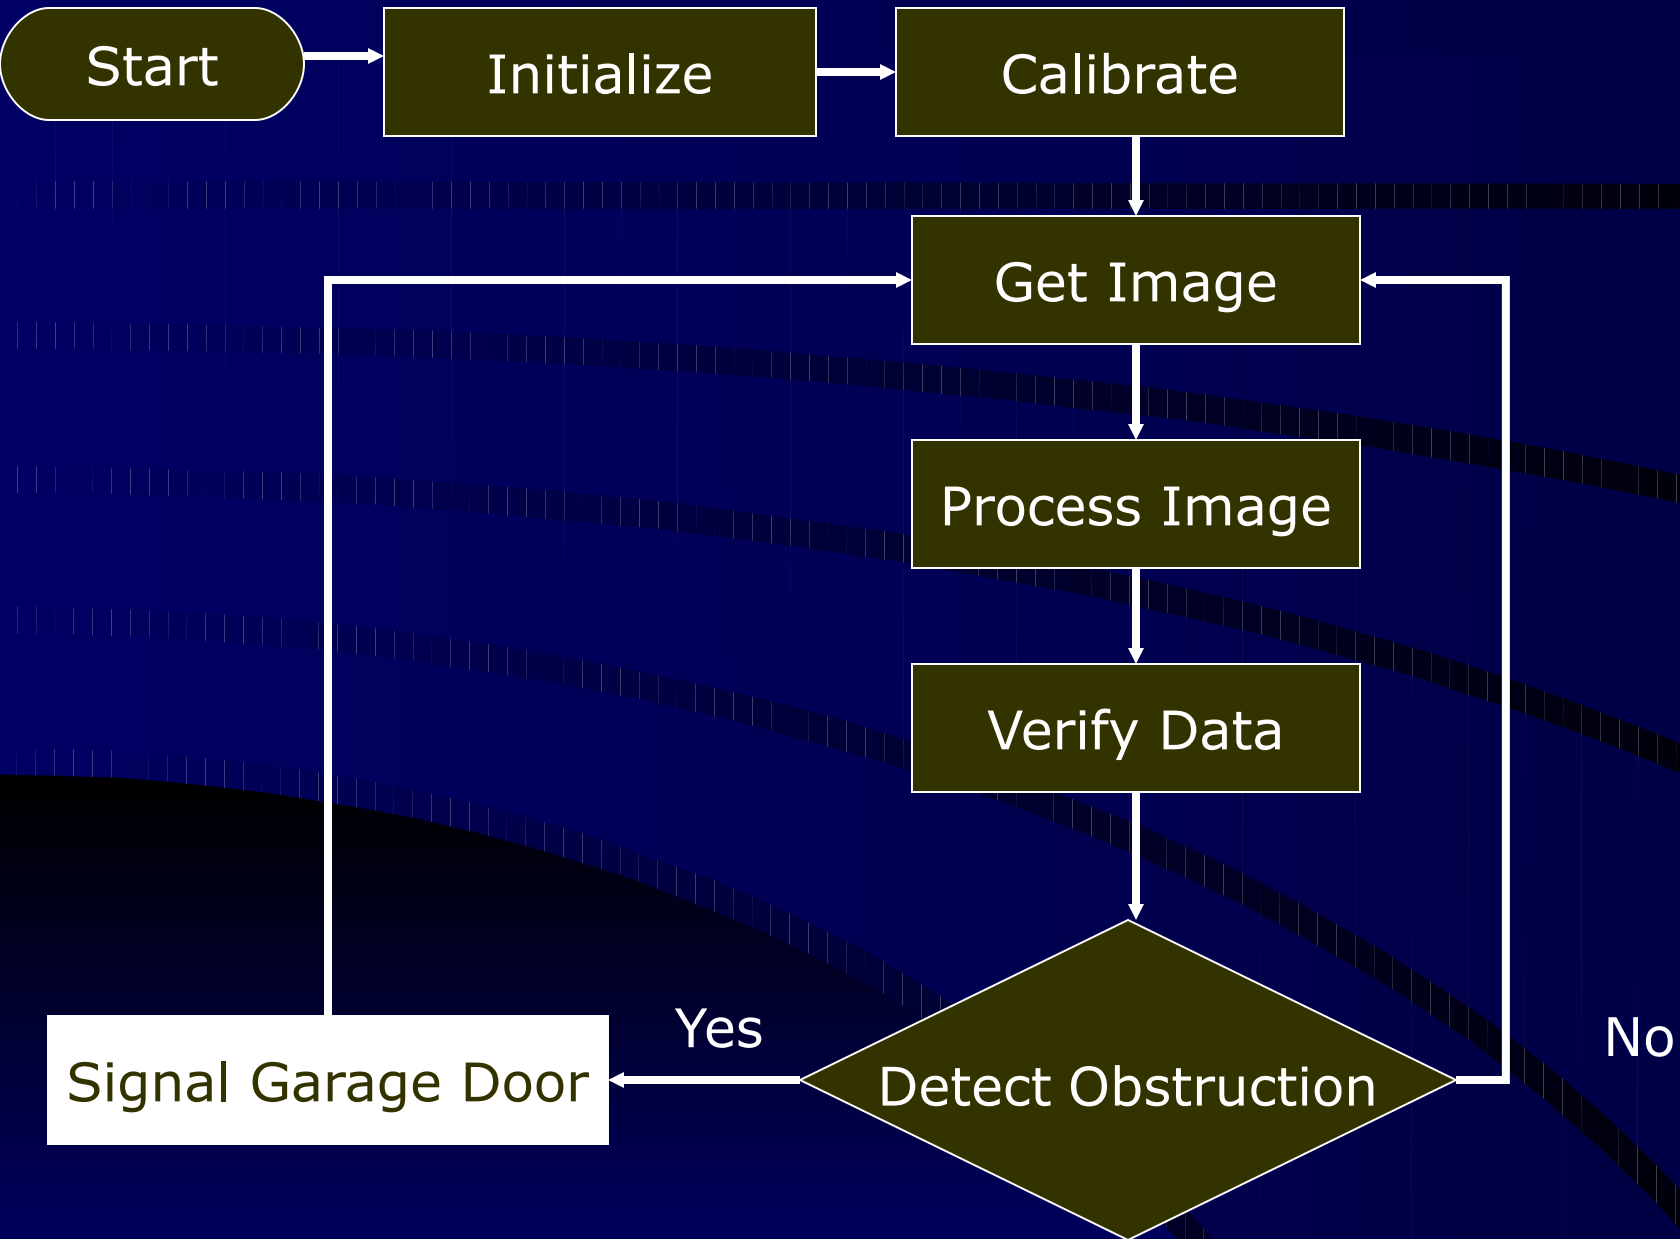 Start
Initialize
Calibrate
Get Image
Process Image
Verify Data
Yes
No
Signal Garage Door
Detect Obstruction